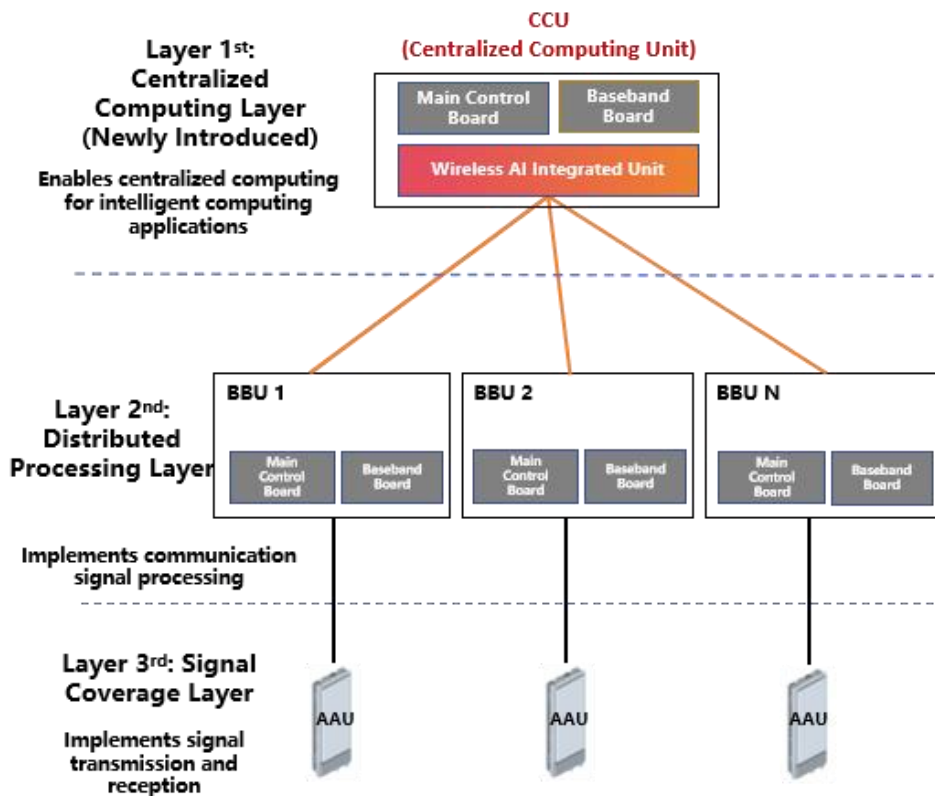 CCU
(Centralized Computing Unit)
Layer 1st:
Centralized
Computing Layer
(Newly Introduced)
Enables centralized computing
for intelligent computing
applications
Main Control
Board
Baseband
Board
Wireless AI Integrated Unit
Layer 2nd:
Distributed
Processing Layer
Implements communication
signal processing
BBU 1
Main
Control
Board
Baseband
Board
BBU 2
Main
Control
Board
Baseband
Board
BBU N
Main
Control
Board
Baseband
Board
Layer 3rd: Signal
Coverage Layer
Implements signal
transmission and
reception
AAU
AAU
AAU